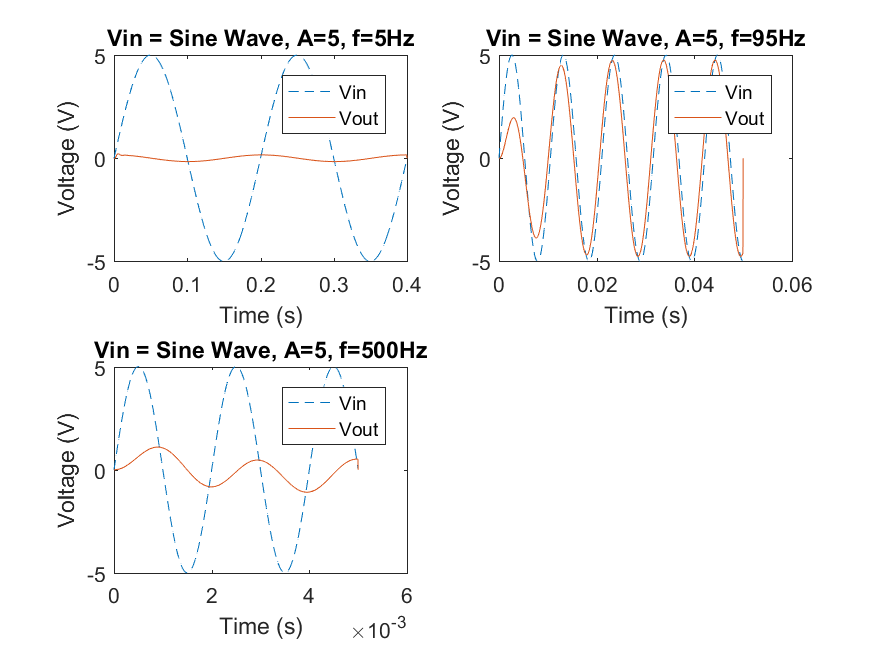 Vin = Sine Wave, A=5, f=5Hz
Voltage (V)
5
0
-5
Vin
Vout
0 0.1 0.2 0.3 0.4
Time (s)
Vin = Sine Wave, A=5, f=95Hz
Voltage (V)
5
0
-5
Vin
Vout
0 0.02 0.04 0.06
Time (s)
Vin = Sine Wave, A=5, f=500Hz
Voltage (V)
5
0
-5
Vin
Vout
0 2 4 6
Time (s)
×10⁻³